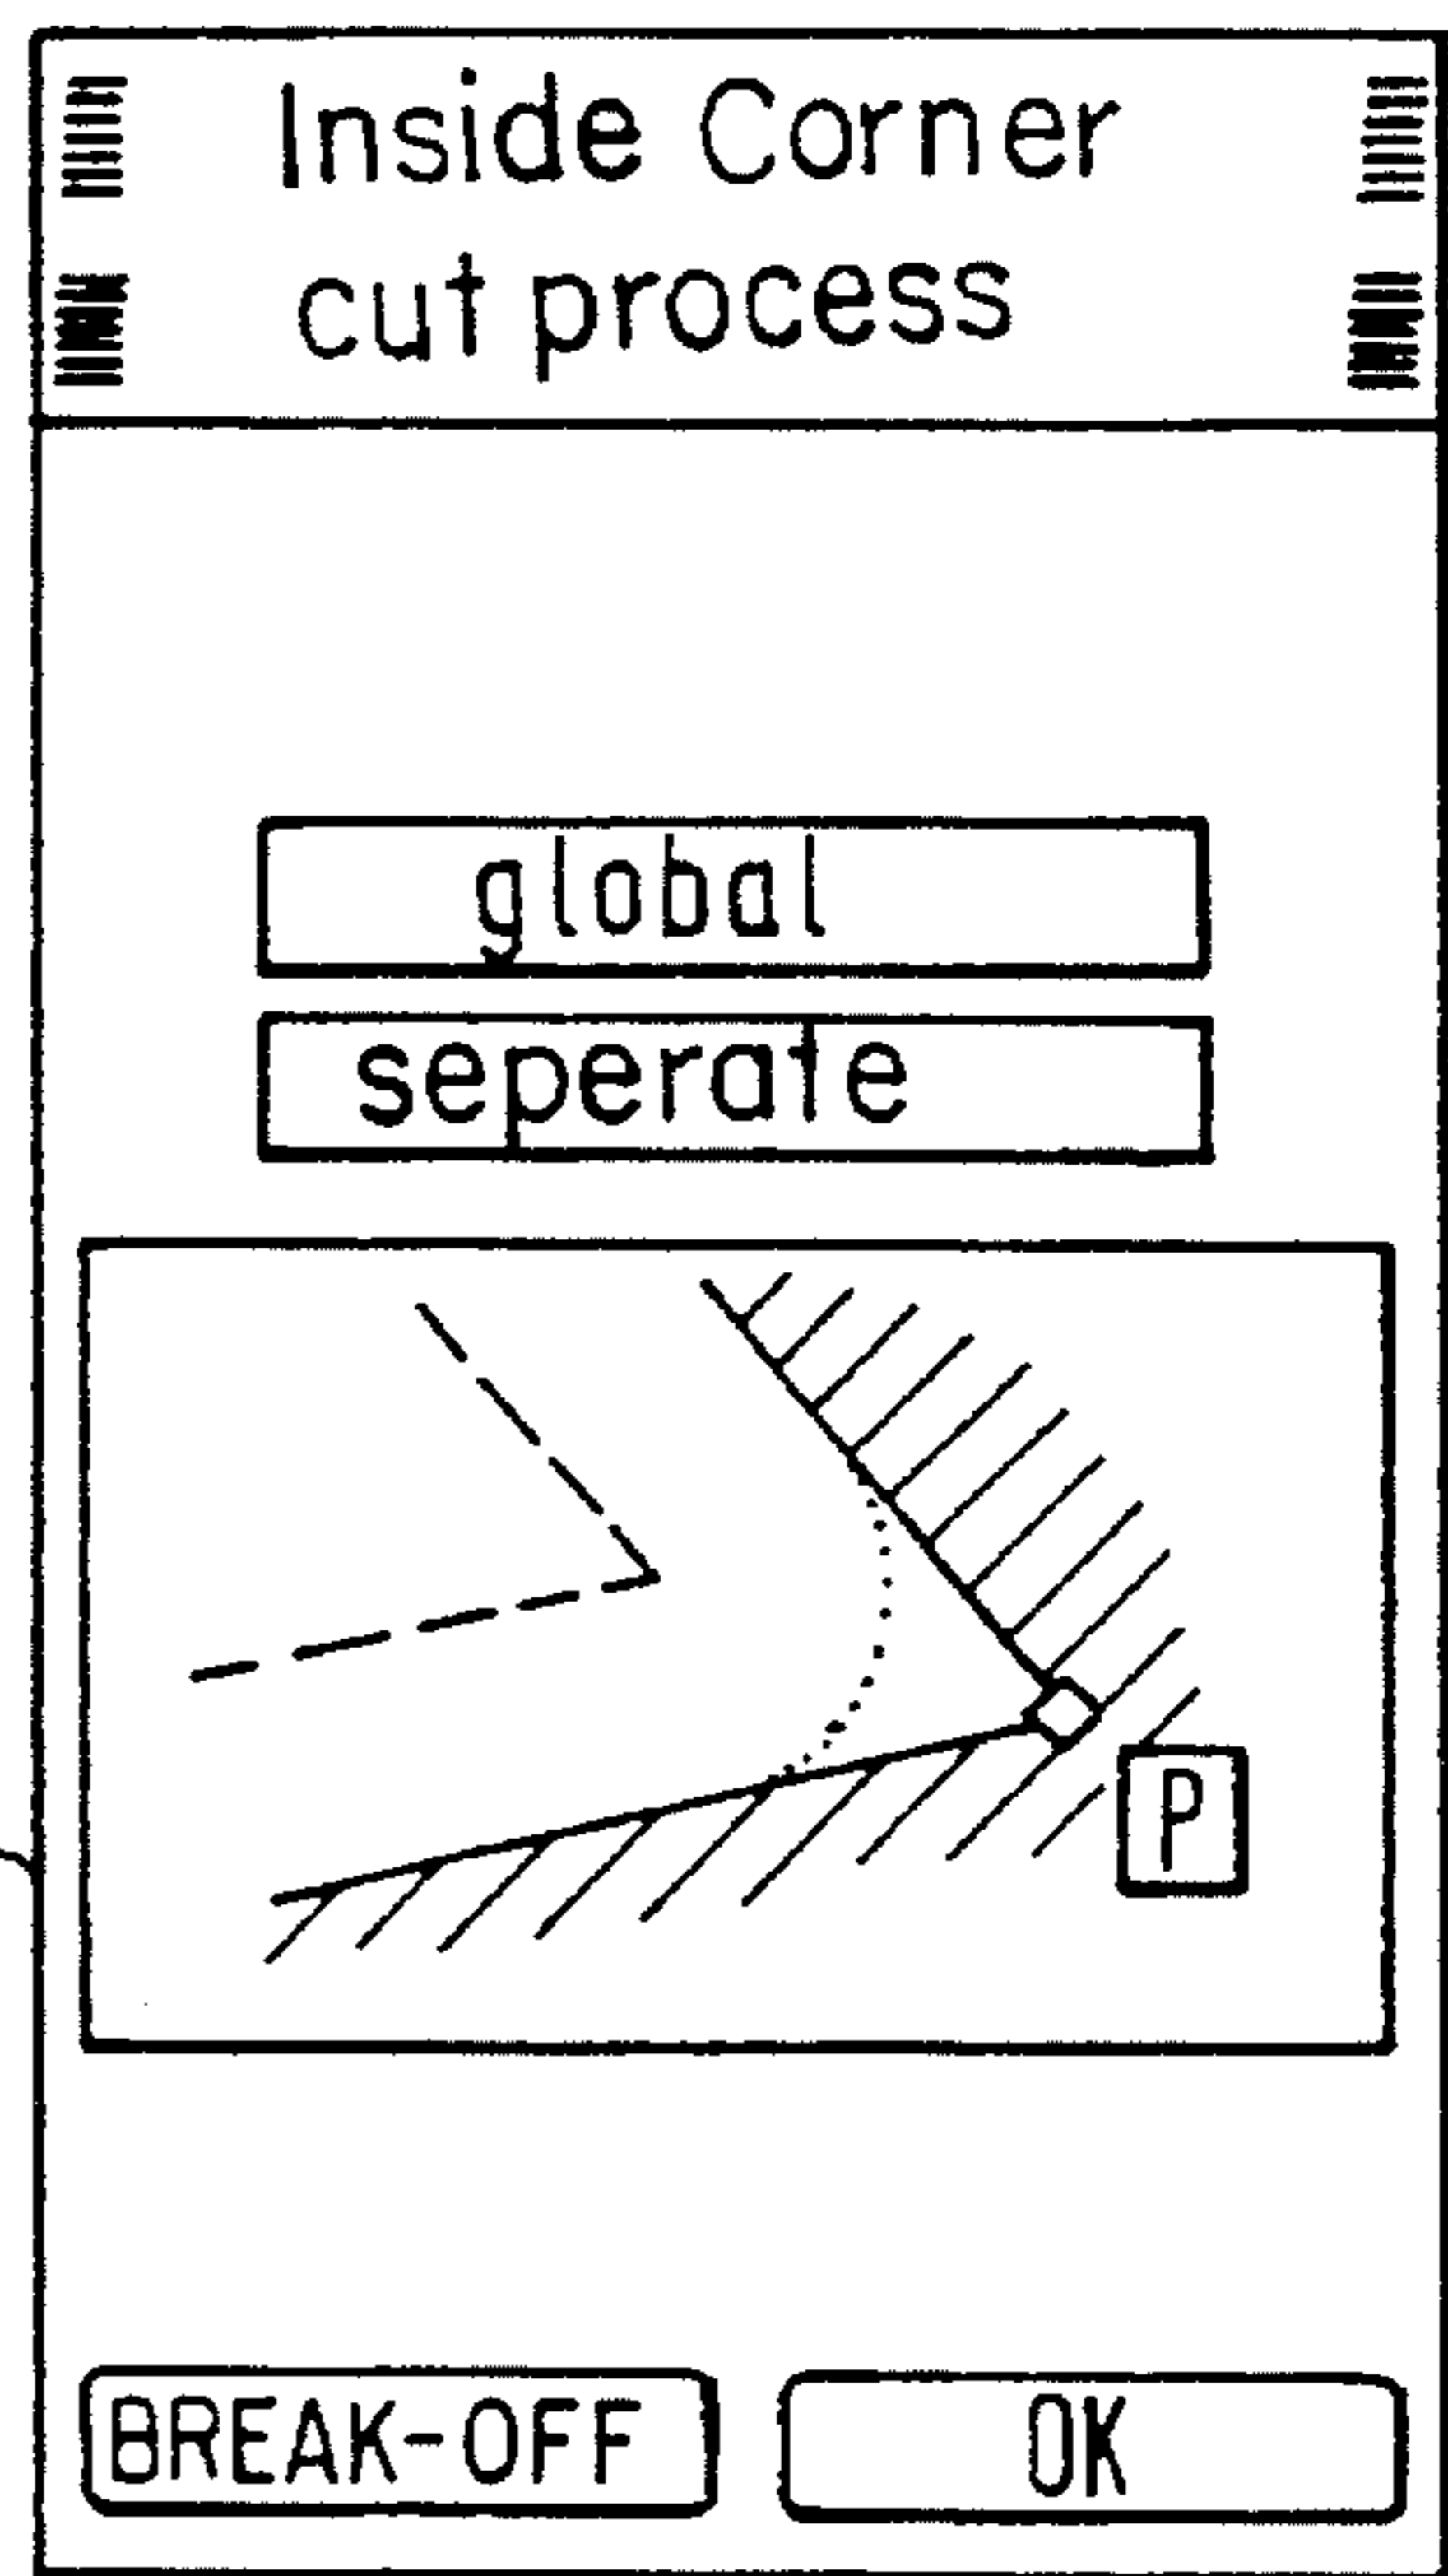 Inside Corner
cut process
global
seperate
P
BREAK-OFF
OK